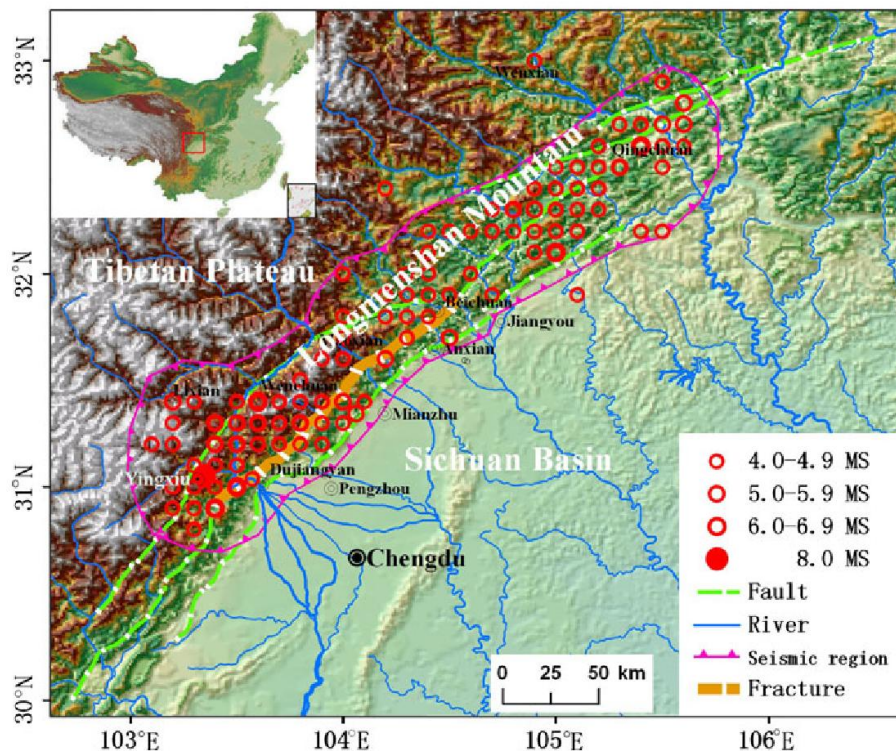 33°N
32°N
31°N
30°N
103°E
104°E
105°E
106°E
Wenxian
Qingchuan
Longmenshan Mountain
Tibetan Plateau
Beichuan
Jiangyou
Anxian
Lixian
Wenchuan
Mianzhu
Sichuan Basin
Yingxiu
Dujiangyan
Pengzhou
Chengdu
4.0-4.9 MS
5.0-5.9 MS
6.0-6.9 MS
8.0 MS
Fault
River
Seismic region
Fracture
0 25 50 km